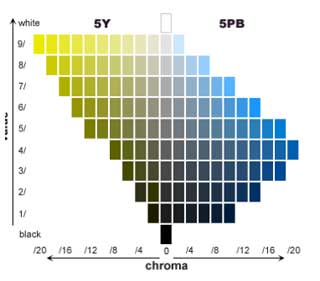 white
5Y 5PB
9/
8/
7/
6/
5/
4/
3/
2/
1/
black
/20 /16 /12 /8 /4 0 /4 /8 /12 /16 /20
chroma